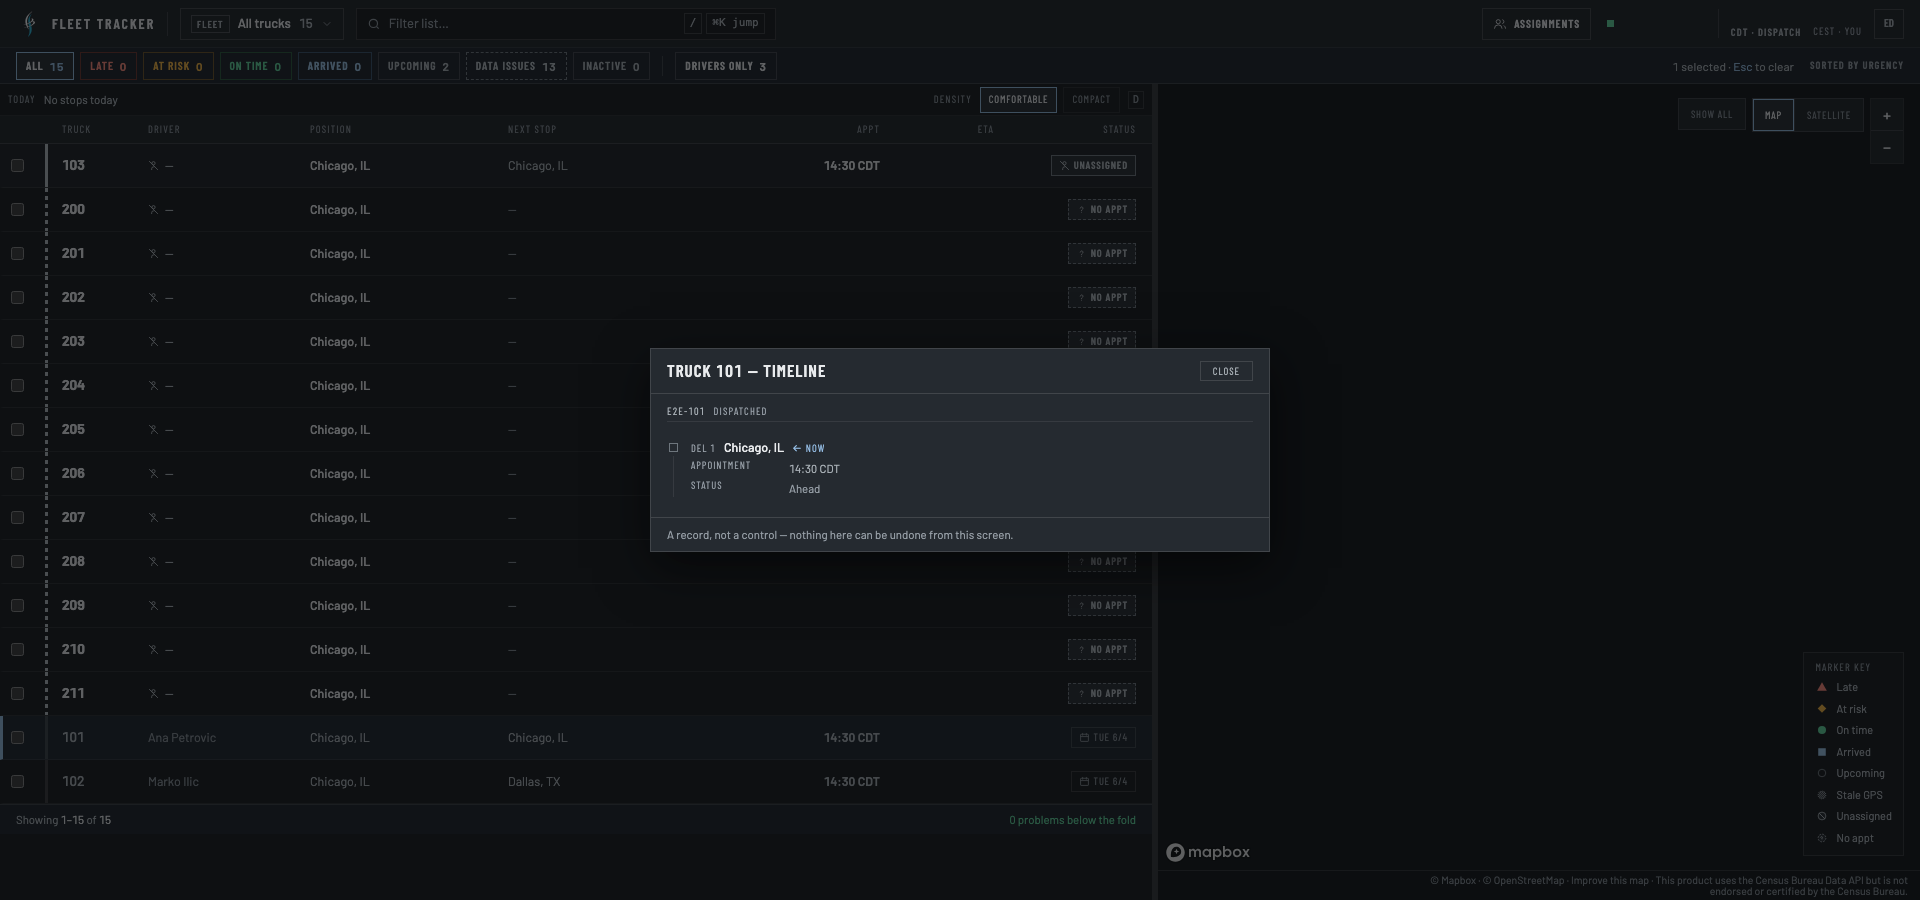 FLEET TRACKER
FLEET All trucks 15
Filter list...
/ ⌘K jump
ASSIGNMENTS
CDT · DISPATCH CEST · YOU
ED
ALL 15
LATE 0
AT RISK 0
ON TIME 0
ARRIVED 0
UPCOMING 2
DATA ISSUES 13
INACTIVE 0
DRIVERS ONLY 3
1 selected · Esc to clear SORTED BY URGENCY
TODAY No stops today
DENSITY COMFORTABLE COMPACT D
SHOW ALL MAP SATELLITE +
−
TRUCK DRIVER POSITION NEXT STOP APPT ETA STATUS
103 — Chicago, IL Chicago, IL 14:30 CDT UNASSIGNED
200 — Chicago, IL — ? NO APPT
201 — Chicago, IL — ? NO APPT
202 — Chicago, IL — ? NO APPT
203 — Chicago, IL — ? NO APPT
204 — Chicago, IL
205 — Chicago, IL
206 — Chicago, IL
207 — Chicago, IL
208 — Chicago, IL — ? NO APPT
209 — Chicago, IL — ? NO APPT
210 — Chicago, IL — ? NO APPT
211 — Chicago, IL — ? NO APPT
101 Ana Petrovic Chicago, IL Chicago, IL 14:30 CDT TUE 6/4
102 Marko Ilic Chicago, IL Dallas, TX 14:30 CDT TUE 6/4
Showing 1–15 of 15
0 problems below the fold
TRUCK 101 — TIMELINE
CLOSE
E2E-101 DISPATCHED
DEL 1 Chicago, IL ← NOW
APPOINTMENT 14:30 CDT
STATUS Ahead
A record, not a control — nothing here can be undone from this screen.
MARKER KEY
Late
At risk
On time
Arrived
Upcoming
Stale GPS
Unassigned
No appt
mapbox
© Mapbox · © OpenStreetMap · Improve this map · This product uses the Census Bureau Data API but is not
endorsed or certified by the Census Bureau.